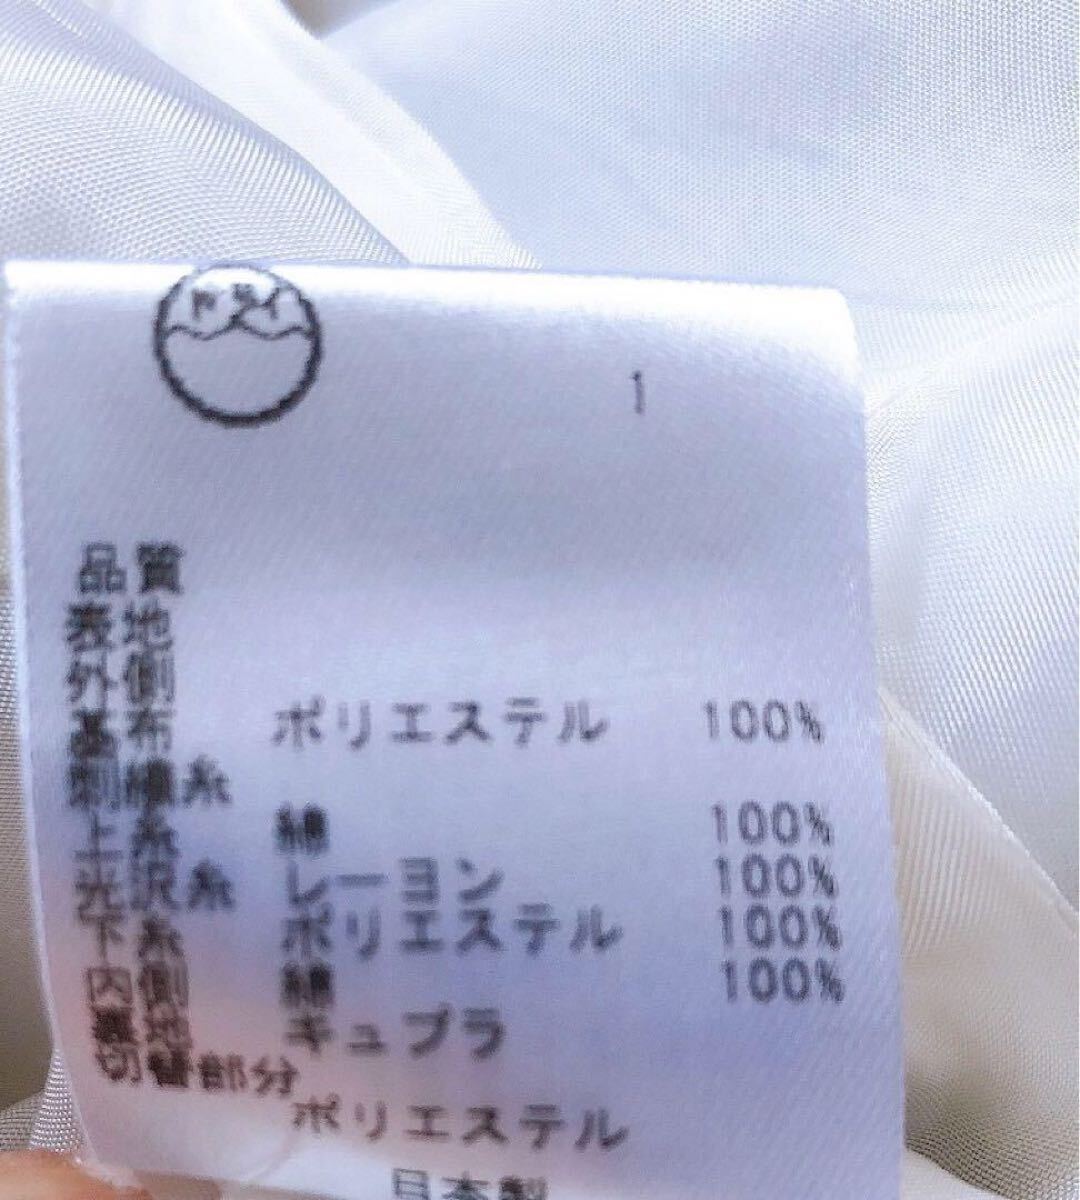 ドライ
1
品質
表地
外側
基布 ポリエステル 100%
刺繍糸
上糸 綿 100%
光沢糸 レーヨン 100%
下糸 ポリエステル 100%
内側 綿 100%
裏地 キュプラ
切替部分
ポリエステル
日本製